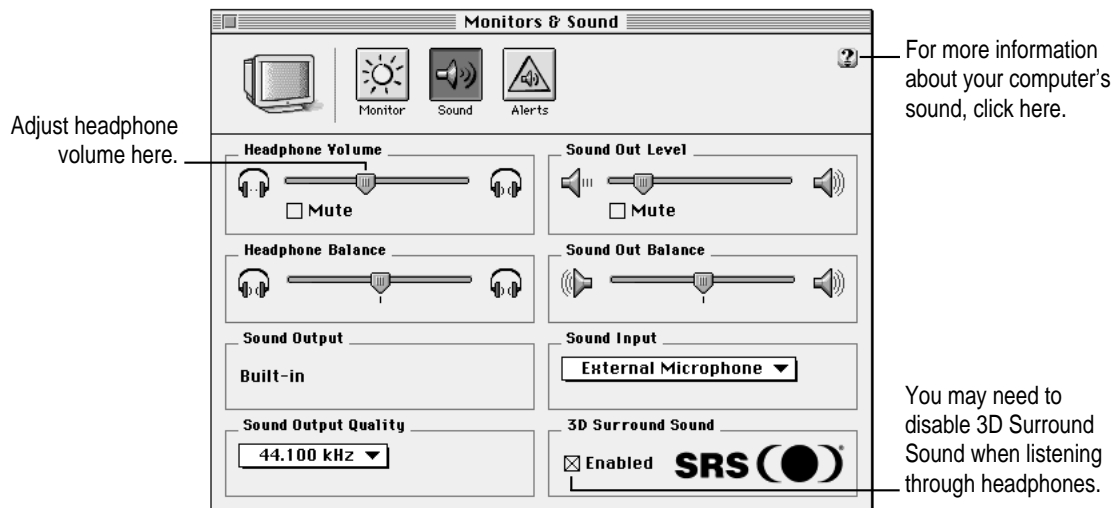 Monitors & Sound
Monitor
Sound
Alerts
For more information
about your computer's
sound, click here.
Adjust headphone
volume here.
Headphone Volume
Mute
Sound Out Level
Mute
Headphone Balance
Sound Out Balance
Sound Output
Built-in
Sound Input
External Microphone
Sound Output Quality
44.100 kHz
3D Surround Sound
Enabled
SRS
You may need to
disable 3D Surround
Sound when listening
through headphones.